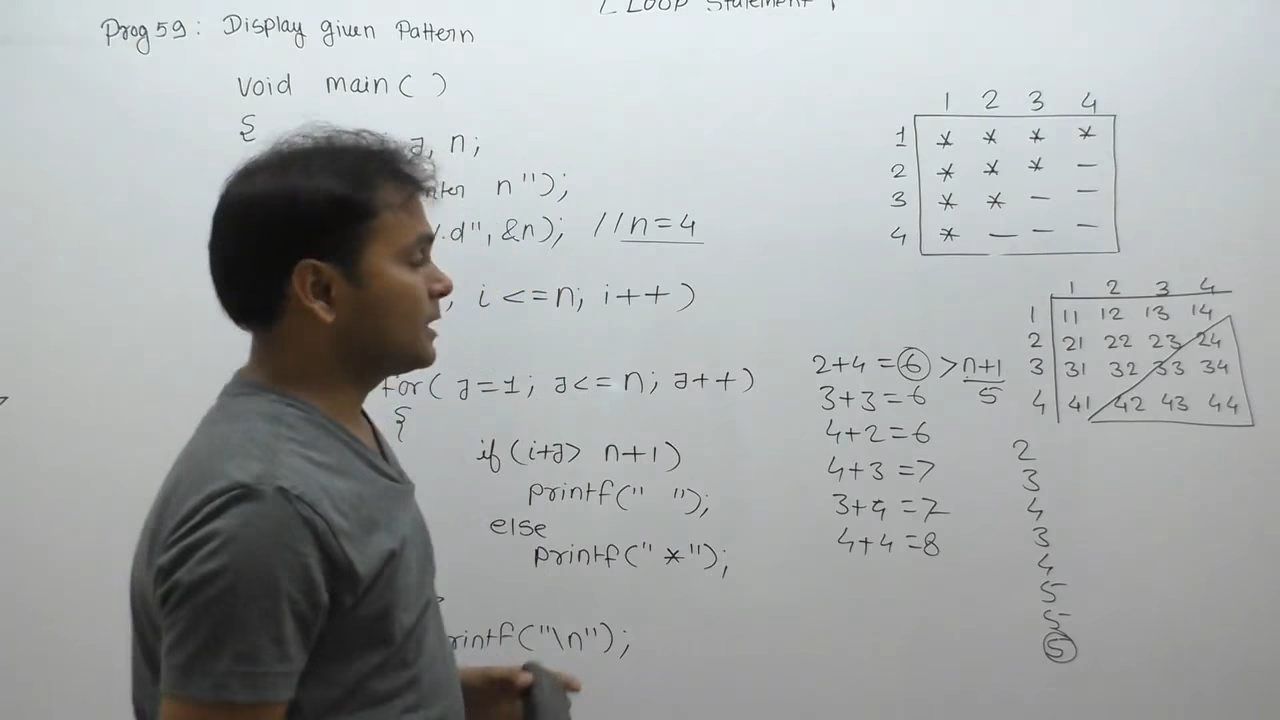 Loop Statement
Prog 59: Display given Pattern
void main( )
{
, n;
n");
d", &n); //n=4
, i <=n; i++)
for( J=1; J<=n; J++)
{
if (i+J> n+1)
printf(" ");
else
printf(" *");
rintf("\n");
1 2 3 4
1 * * * *
2 * * * -
3 * * - -
4 * - - -
1 2 3 4
1 11 12 13 14
2 21 22 23 24
3 31 32 33 34
4 41 42 43 44
2+4 = 6 > n+1
5
3+3=6
4+2=6
4+3=7
3+4=7
4+4=8
2
3
4
3
4
5
5
5